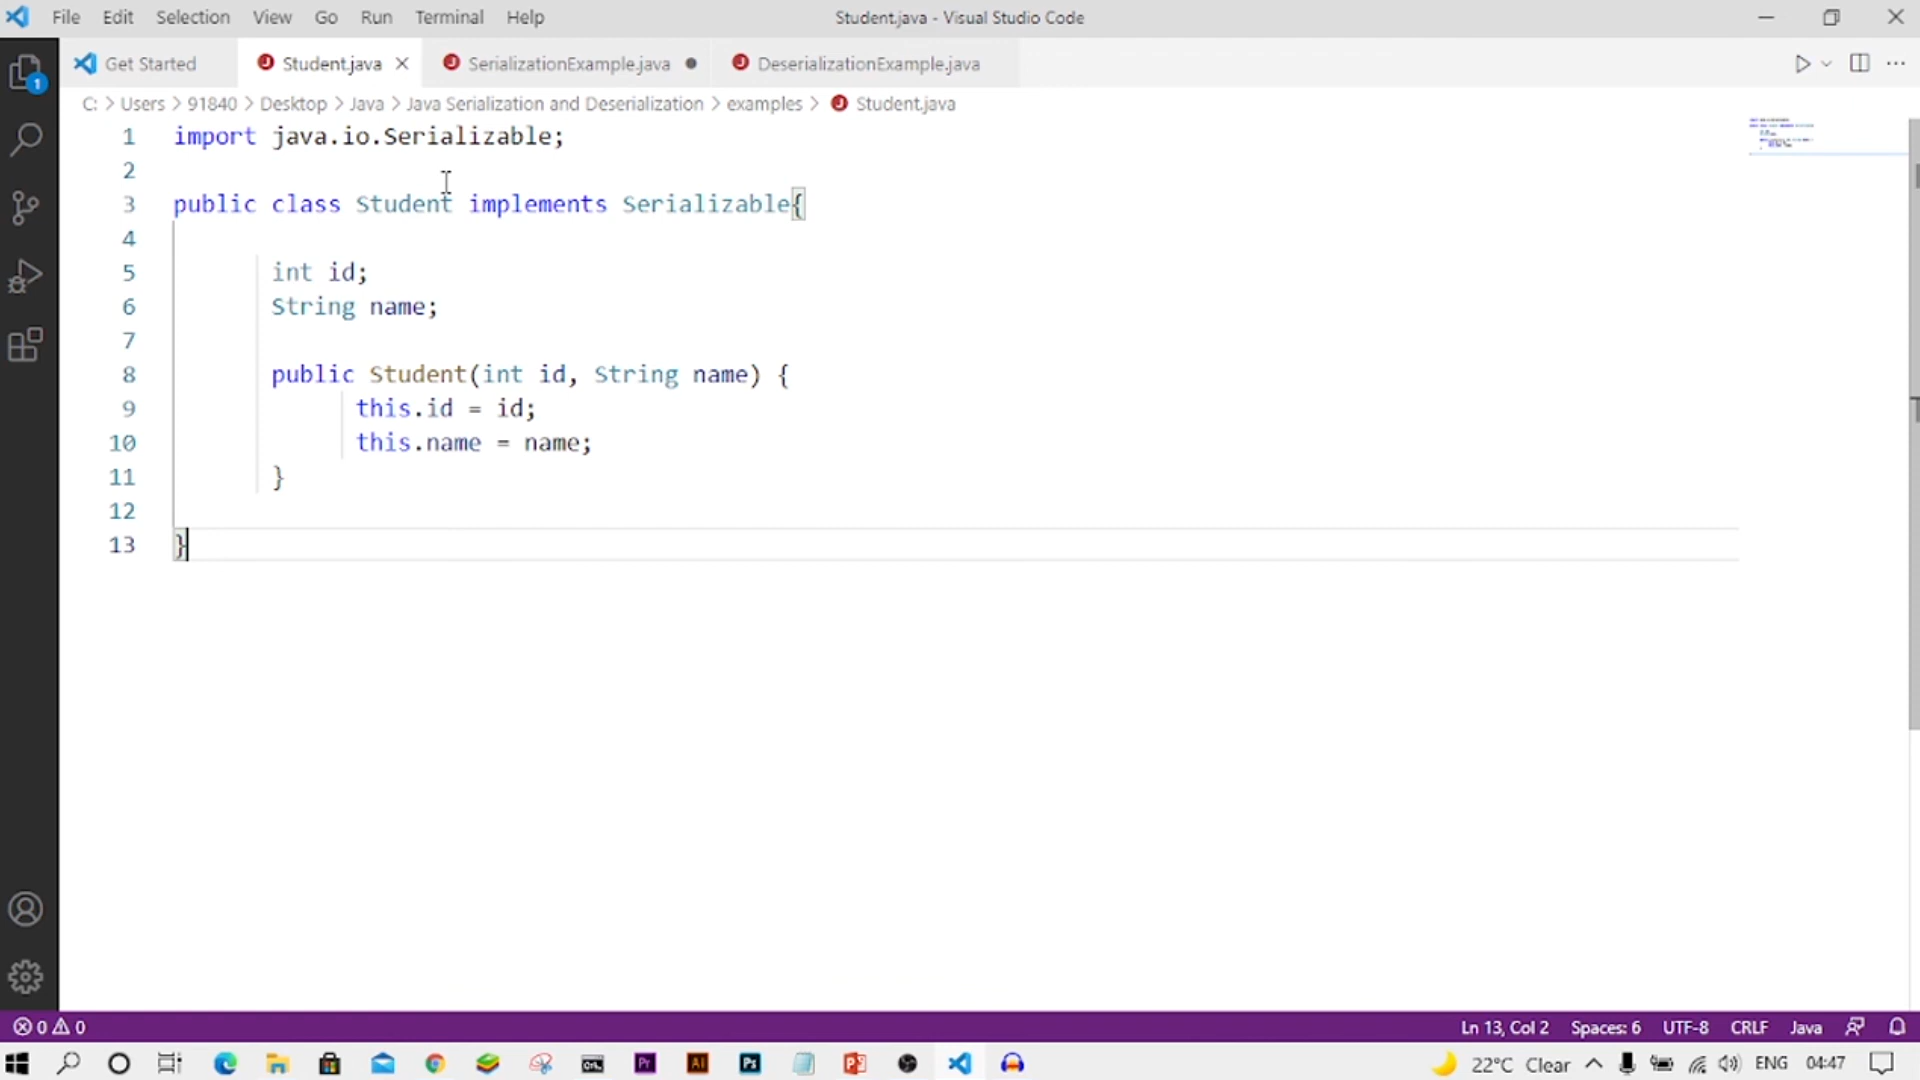 File Edit Selection View Go Run Terminal Help
Student.java - Visual Studio Code
Get Started Student.java SerializationExample.java DeserializationExample.java
C: > Users > 91840 > Desktop > Java > Java Serialization and Deserialization > examples > Student.java
1 import java.io.Serializable;
2
3 public class Student implements Serializable{
4
5 int id;
6 String name;
7
8 public Student(int id, String name) {
9 this.id = id;
10 this.name = name;
11 }
12
13 }
1
0 0
Ln 13, Col 2 Spaces: 6 UTF-8 CRLF Java
Pr Ai Ps
22°C Clear ENG 04:47